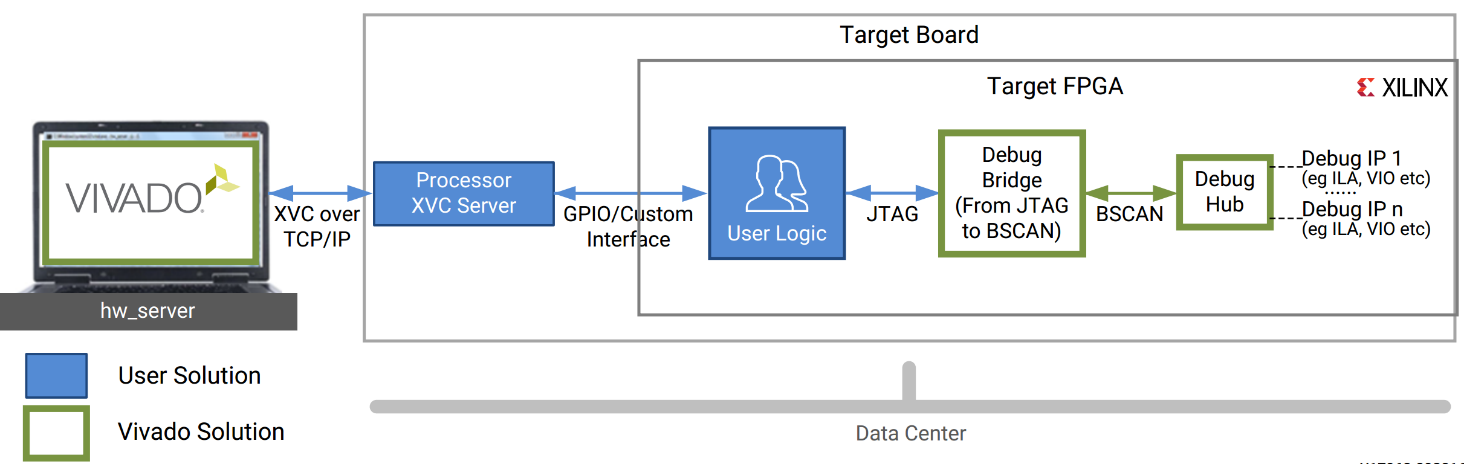 Target Board
Target FPGA
XILINX
VIVADO
XVC over
TCP/IP
Processor
XVC Server
GPIO/Custom
Interface
User Logic
JTAG
Debug
Bridge
(From JTAG
to BSCAN)
BSCAN
Debug
Hub
Debug IP 1
(eg ILA, VIO etc)
......
Debug IP n
(eg ILA, VIO etc)
hw_server
User Solution
Vivado Solution
Data Center